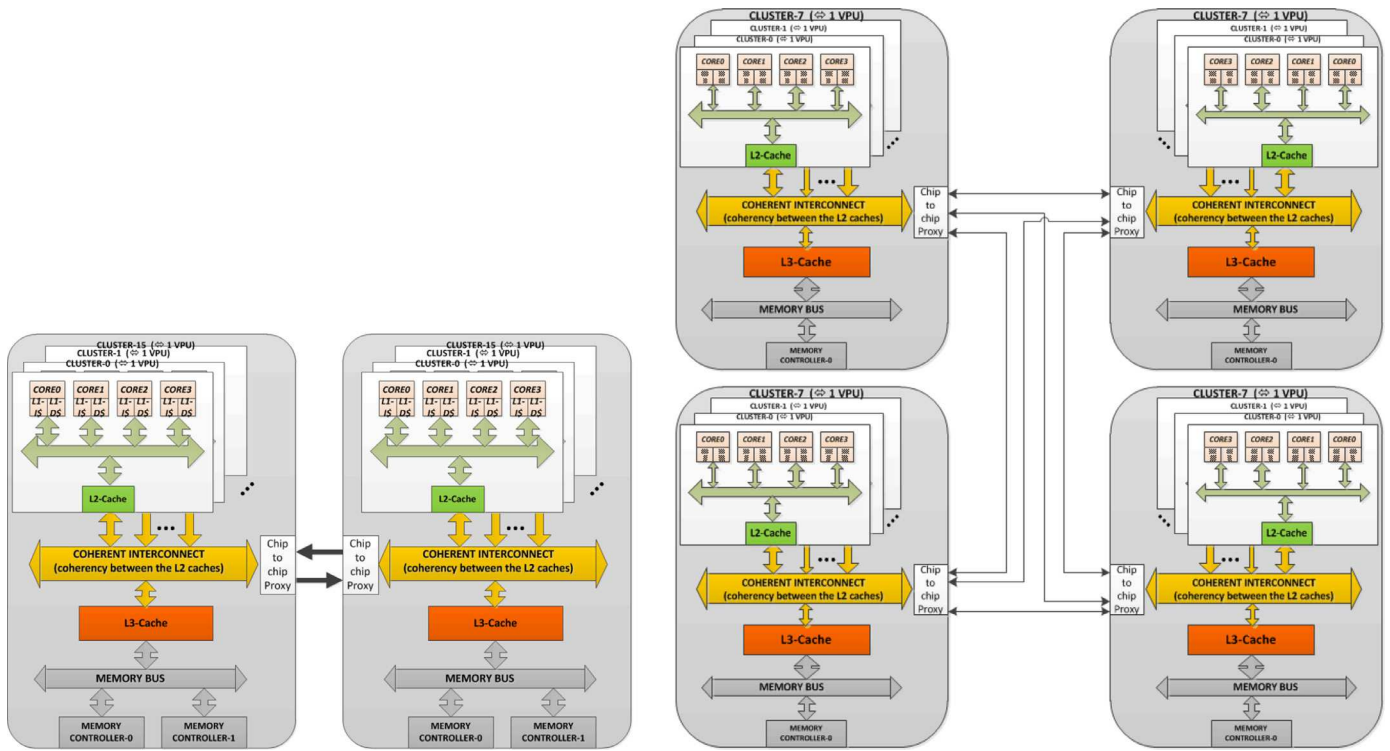 CLUSTER-15 (⇔ 1 VPU)
CLUSTER-1 (⇔ 1 VPU)
CLUSTER-0 (⇔ 1 VPU)
CORE0 CORE1 CORE2 CORE3
L1- L1- L1- L1- L1- L1- L1- L1-
I$ D$ I$ D$ I$ D$ I$ D$
L2-Cache
...
COHERENT INTERCONNECT
(coherency between the L2 caches)
Chip
to
chip
Proxy
L3-Cache
MEMORY BUS
MEMORY
CONTROLLER-0
MEMORY
CONTROLLER-1
CLUSTER-15 (⇔ 1 VPU)
CLUSTER-1 (⇔ 1 VPU)
CLUSTER-0 (⇔ 1 VPU)
CORE0 CORE1 CORE2 CORE3
L1- L1- L1- L1- L1- L1- L1- L1-
I$ D$ I$ D$ I$ D$ I$ D$
L2-Cache
...
Chip
to
chip
Proxy
COHERENT INTERCONNECT
(coherency between the L2 caches)
L3-Cache
MEMORY BUS
MEMORY
CONTROLLER-0
MEMORY
CONTROLLER-1
CLUSTER-7 (⇔ 1 VPU)
CLUSTER-1 (⇔ 1 VPU)
CLUSTER-0 (⇔ 1 VPU)
CORE0 CORE1 CORE2 CORE3
L2-Cache
...
COHERENT INTERCONNECT
(coherency between the L2 caches)
Chip
to
chip
Proxy
L3-Cache
MEMORY BUS
MEMORY
CONTROLLER-0
CLUSTER-7 (⇔ 1 VPU)
CLUSTER-1 (⇔ 1 VPU)
CLUSTER-0 (⇔ 1 VPU)
CORE3 CORE2 CORE1 CORE0
L2-Cache
...
Chip
to
chip
Proxy
COHERENT INTERCONNECT
(coherency between the L2 caches)
L3-Cache
MEMORY BUS
MEMORY
CONTROLLER-0
CLUSTER-7 (⇔ 1 VPU)
CLUSTER-1 (⇔ 1 VPU)
CLUSTER-0 (⇔ 1 VPU)
CORE0 CORE1 CORE2 CORE3
L2-Cache
...
COHERENT INTERCONNECT
(coherency between the L2 caches)
Chip
to
chip
Proxy
L3-Cache
MEMORY BUS
MEMORY
CONTROLLER-0
CLUSTER-7 (⇔ 1 VPU)
CLUSTER-1 (⇔ 1 VPU)
CLUSTER-0 (⇔ 1 VPU)
CORE3 CORE2 CORE1 CORE0
L2-Cache
...
Chip
to
chip
Proxy
COHERENT INTERCONNECT
(coherency between the L2 caches)
L3-Cache
MEMORY BUS
MEMORY
CONTROLLER-0